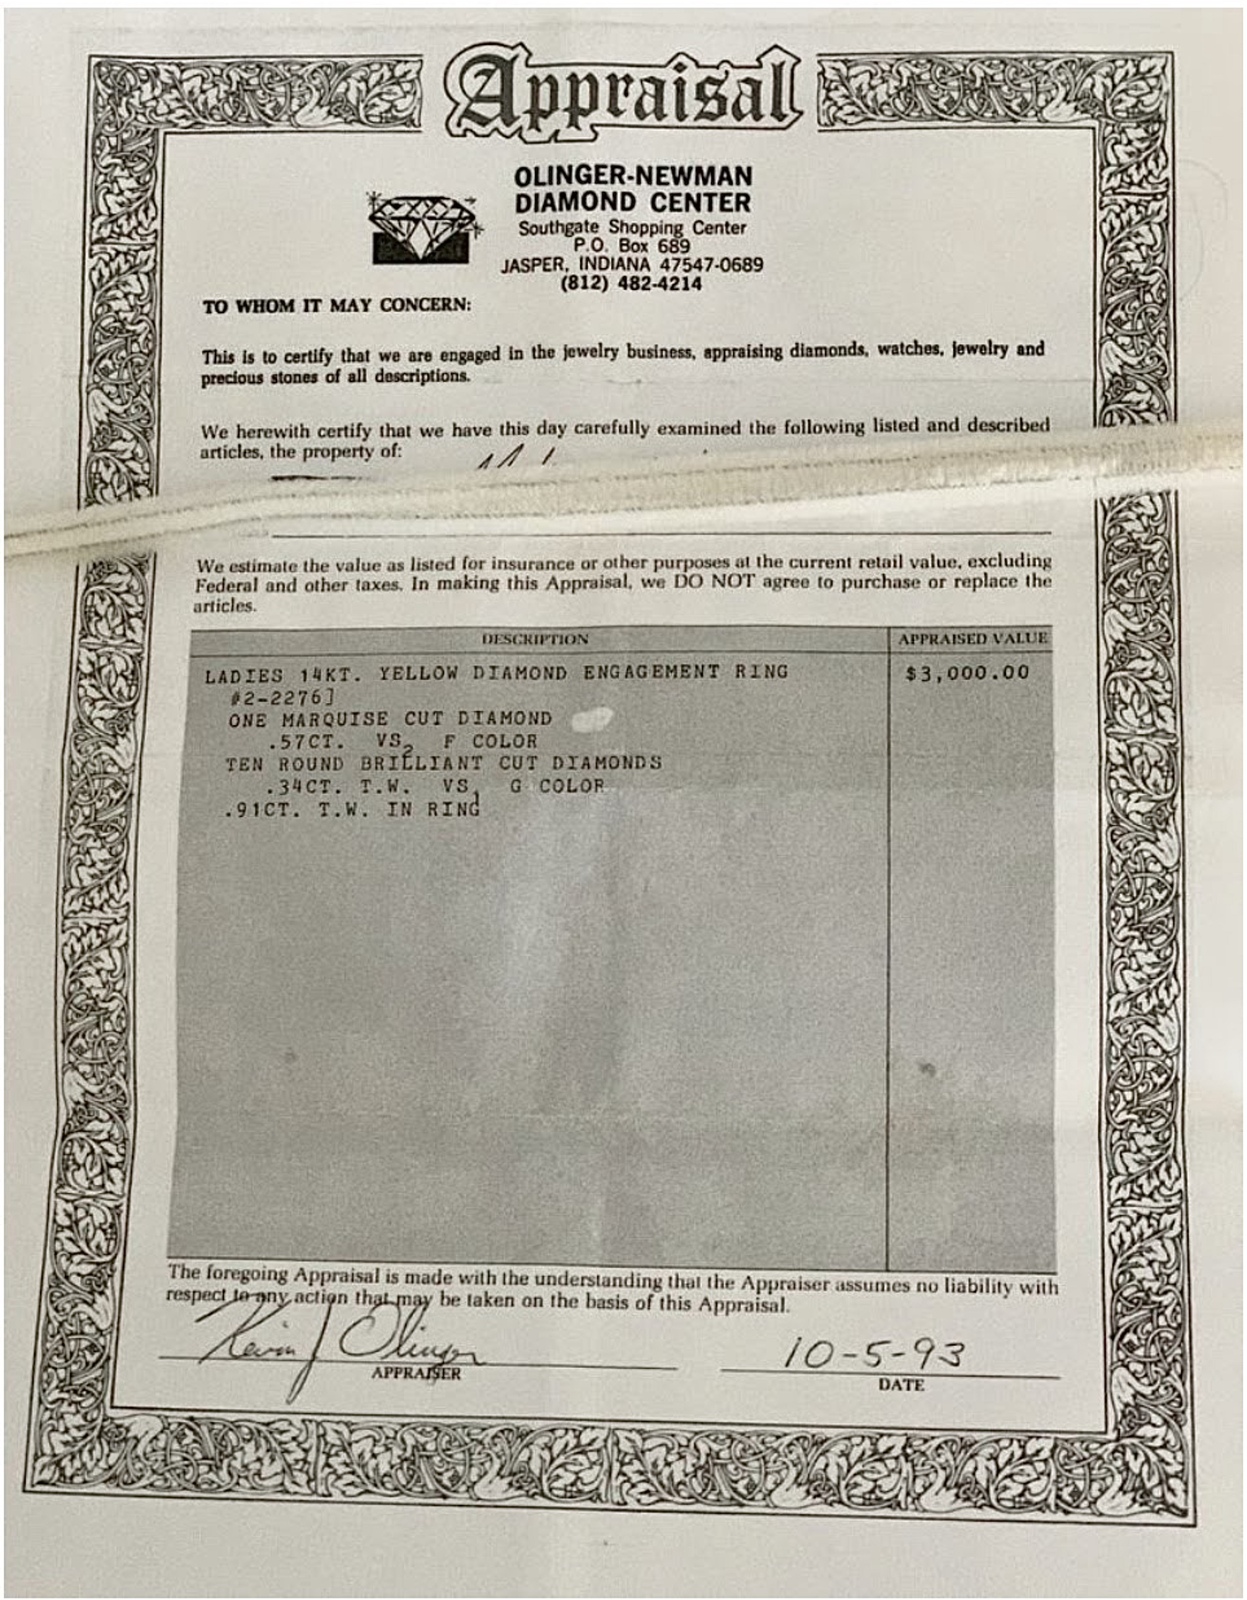 Appraisal
OLINGER-NEWMAN
DIAMOND CENTER
Southgate Shopping Center
P.O. Box 689
JASPER, INDIANA 47547-0689
(812) 482-4214
TO WHOM IT MAY CONCERN:
This is to certify that we are engaged in the jewelry business, appraising diamonds, watches, jewelry and
precious stones of all descriptions.
We herewith certify that we have this day carefully examined the following listed and described
articles, the property of:
We estimate the value as listed for insurance or other purposes at the current retail value, excluding
Federal and other taxes. In making this Appraisal, we DO NOT agree to purchase or replace the
articles.
DESCRIPTION APPRAISED VALUE
LADIES 14KT. YELLOW DIAMOND ENGAGEMENT RING $3,000.00
#2-2276]
ONE MARQUISE CUT DIAMOND
.57CT. VS2 F COLOR
TEN ROUND BRILLIANT CUT DIAMONDS
.34CT. T.W. VS1 G COLOR
.91CT. T.W. IN RING
The foregoing Appraisal is made with the understanding that the Appraiser assumes no liability with
respect to any action that may be taken on the basis of this Appraisal.
Kevin J Olinger 10-5-93
APPRAISER DATE